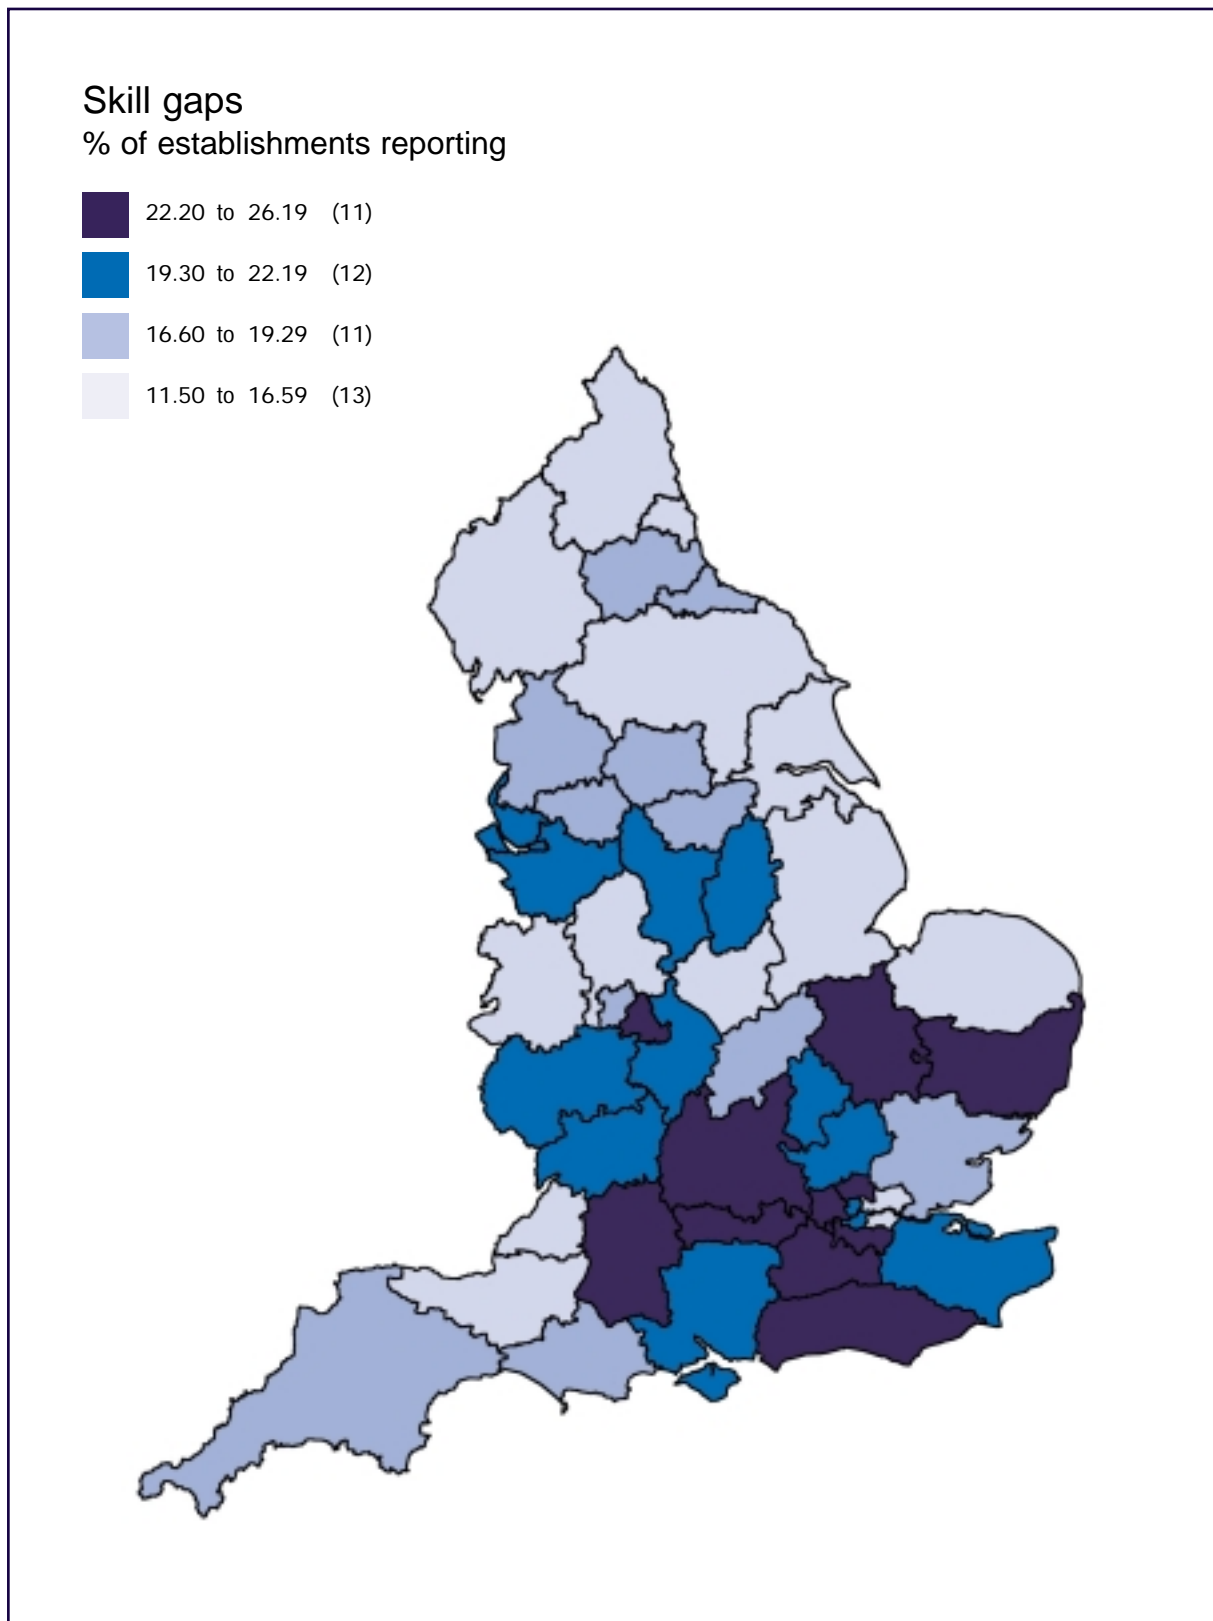 Skill gaps
% of establishments reporting
22.20 to 26.19 (11)
19.30 to 22.19 (12)
16.60 to 19.29 (11)
11.50 to 16.59 (13)